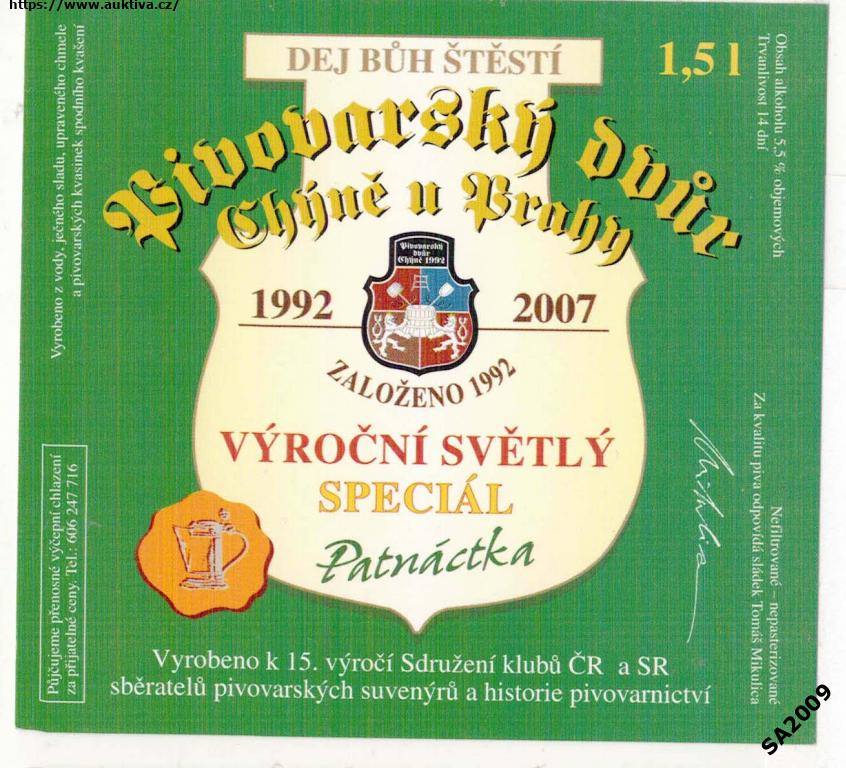 https://www.auktiva.cz/
DEJ BŮH ŠTĚSTÍ
1,5 l
Pivovarský dvůr
Chýně u Prahy
Pivovarský
dvůr
Chýně 1992
1992
2007
ZALOŽENO 1992
VÝROČNÍ SVĚTLÝ
SPECIÁL
Patnáctka
Vyrobeno k 15. výročí Sdružení klubů ČR a SR
sběratelů pivovarských suvenýrů a historie pivovarnictví
Vyrobeno z vody, ječného sladu, upraveného chmele
a pivovarských kvasinek spodního kvašení
Půjčujeme přenosné výčepní chlazení
za přijatelné ceny. Tel.: 606 247 716
Obsah alkoholu 5,5 % objemových
Trvanlivost 14 dní
Nefiltrované – nepasterizované
Za kvalitu piva odpovídá sládek Tomáš Mikulica
Mikulica
SA2009